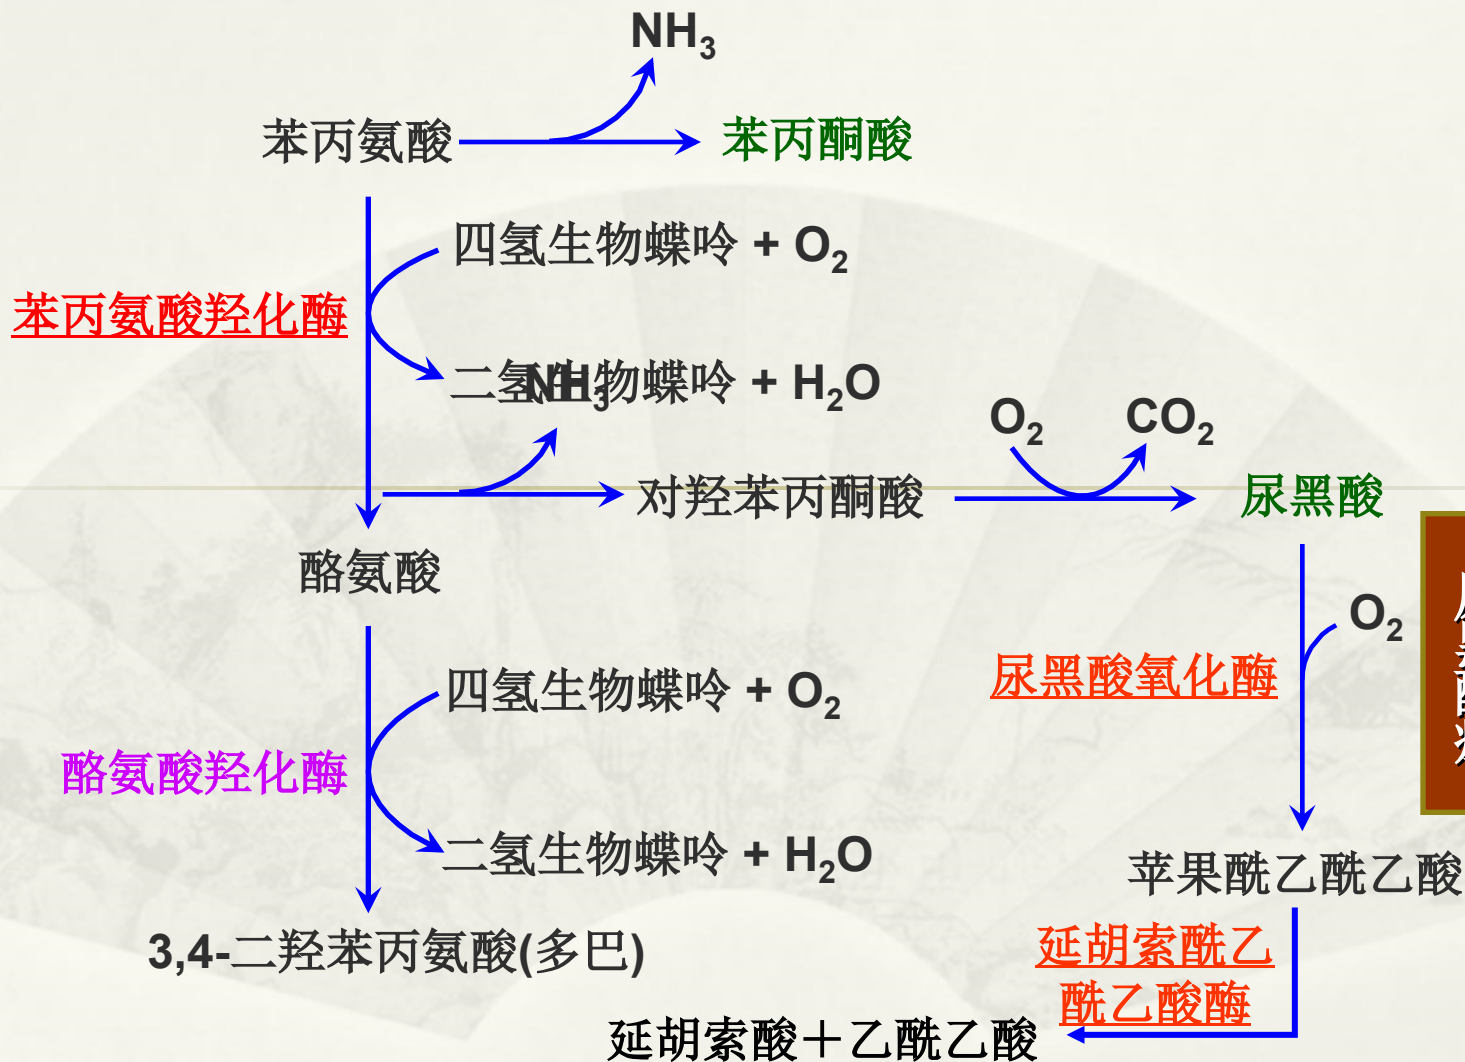 NH3
苯丙氨酸
苯丙酮酸
四氢生物蝶呤 + O2
苯丙氨酸羟化酶
二氢生物蝶呤 + H2O
NH3
O2
CO2
对羟苯丙酮酸
尿黑酸
酪氨酸
O2
尿黑酸氧化酶
四氢生物蝶呤 + O2
酪氨酸羟化酶
二氢生物蝶呤 + H2O
苹果酰乙酰乙酸
3,4-二羟苯丙氨酸(多巴)
延胡索酰乙
酰乙酸酶
延胡索酸＋乙酰乙酸